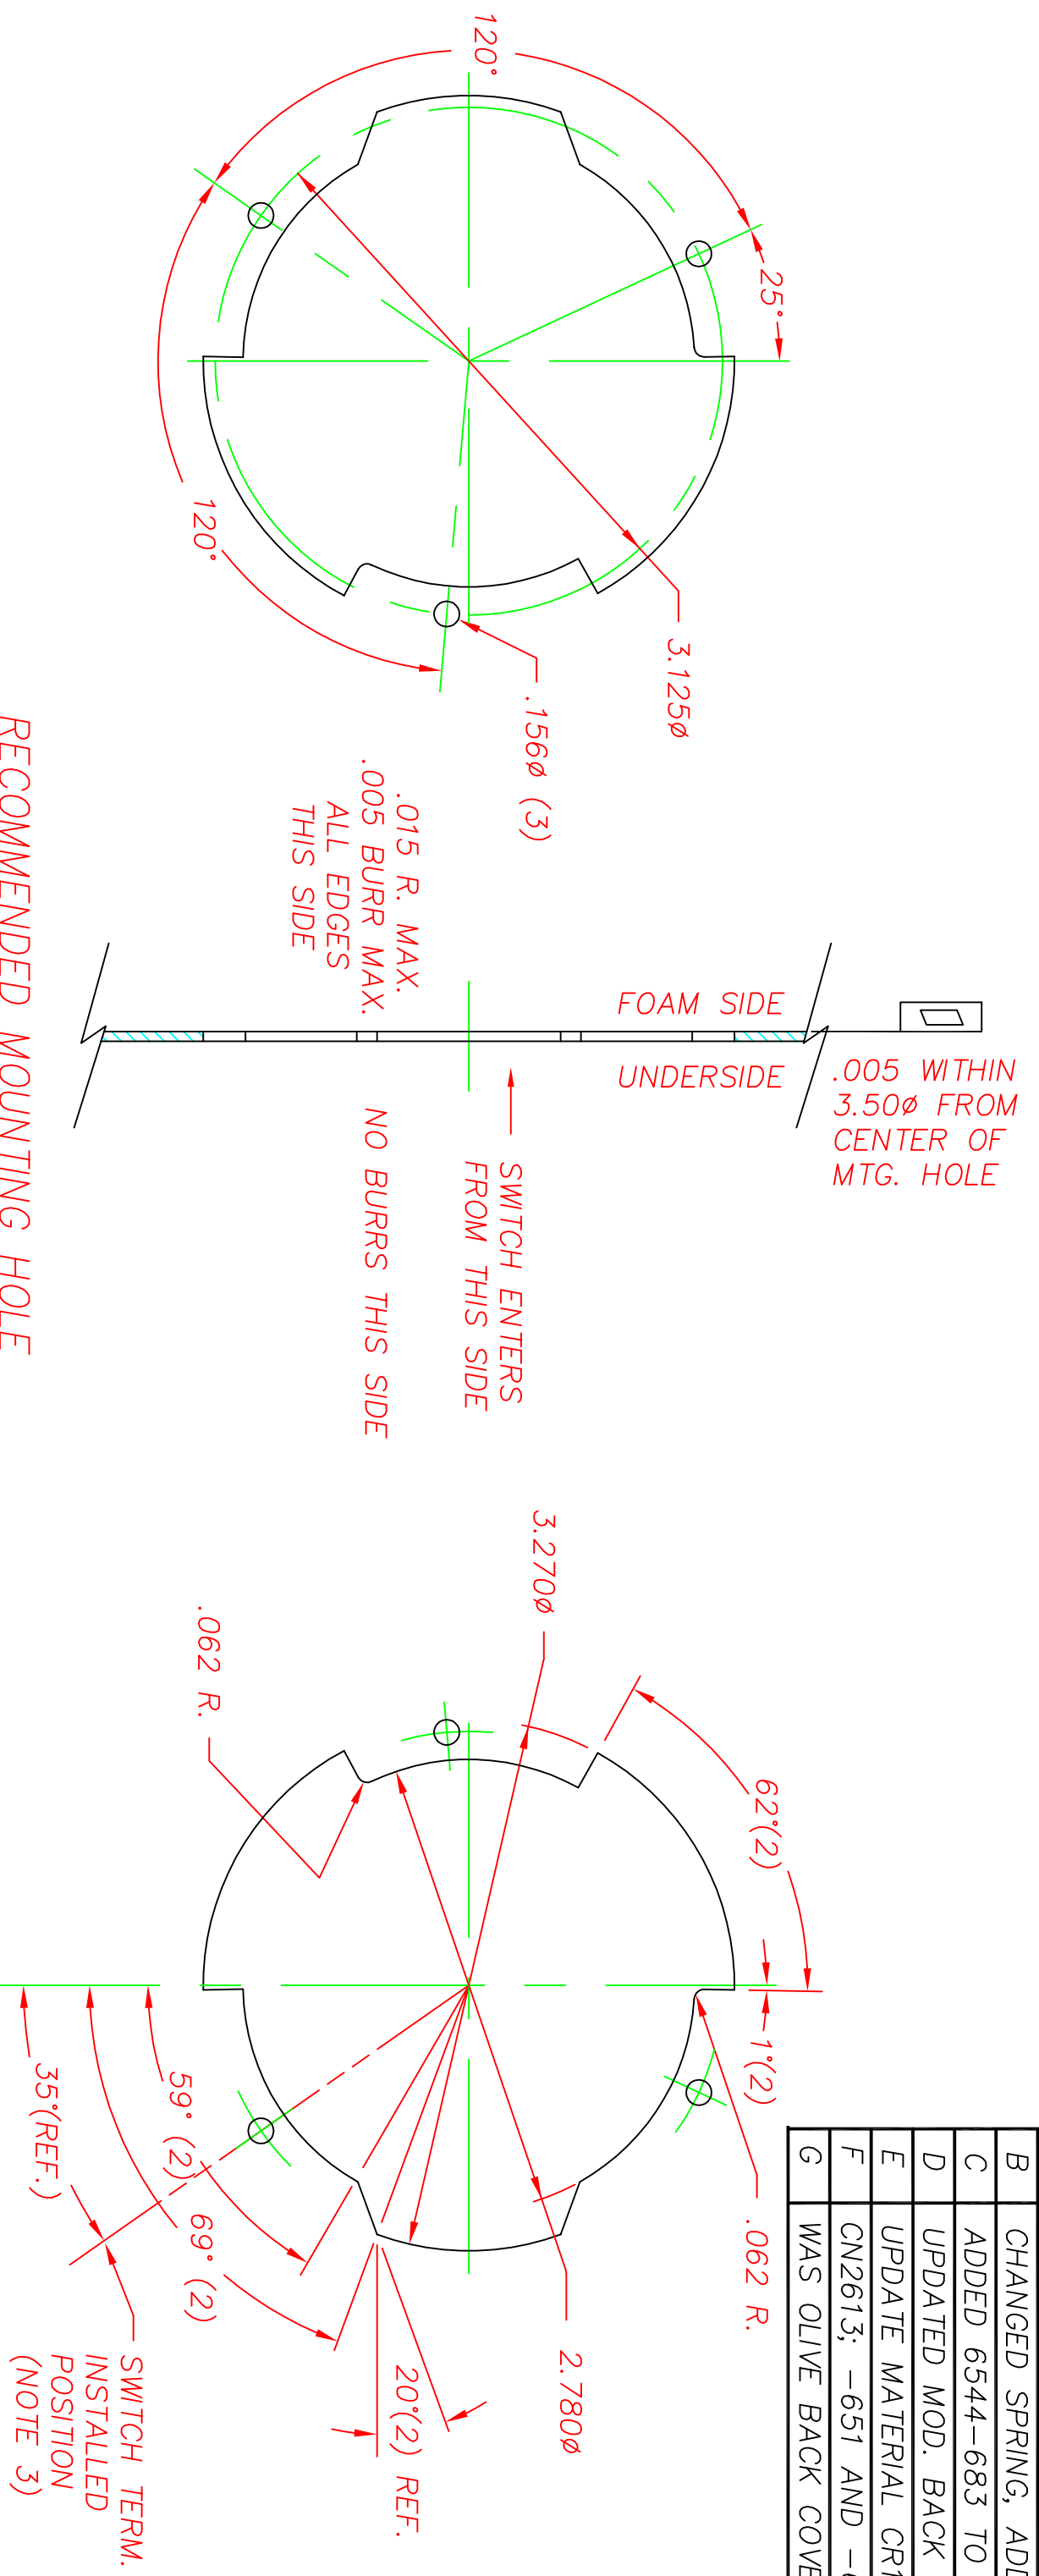 B CHANGED SPRING, ADD
C ADDED 6544-683 TO
D UPDATED MOD. BACK
E UPDATE MATERIAL CRT
F CN2613; -651 AND
G WAS OLIVE BACK COVE
120°
25°
120°
3.125ø
.156ø (3)
.015 R. MAX.
.005 BURR MAX.
ALL EDGES
THIS SIDE
FOAM SIDE
UNDERSIDE
.005 WITHIN
3.50ø FROM
CENTER OF
MTG. HOLE
SWITCH ENTERS
FROM THIS SIDE
NO BURRS THIS SIDE
RECOMMENDED MOUNTING HOLE
3.270ø
.062 R.
62°(2)
1°(2)
.062 R.
2.780ø
20°(2) REF.
59° (2)
69° (2)
35°(REF.)
SWITCH TERM.
INSTALLED
POSITION
(NOTE 3)